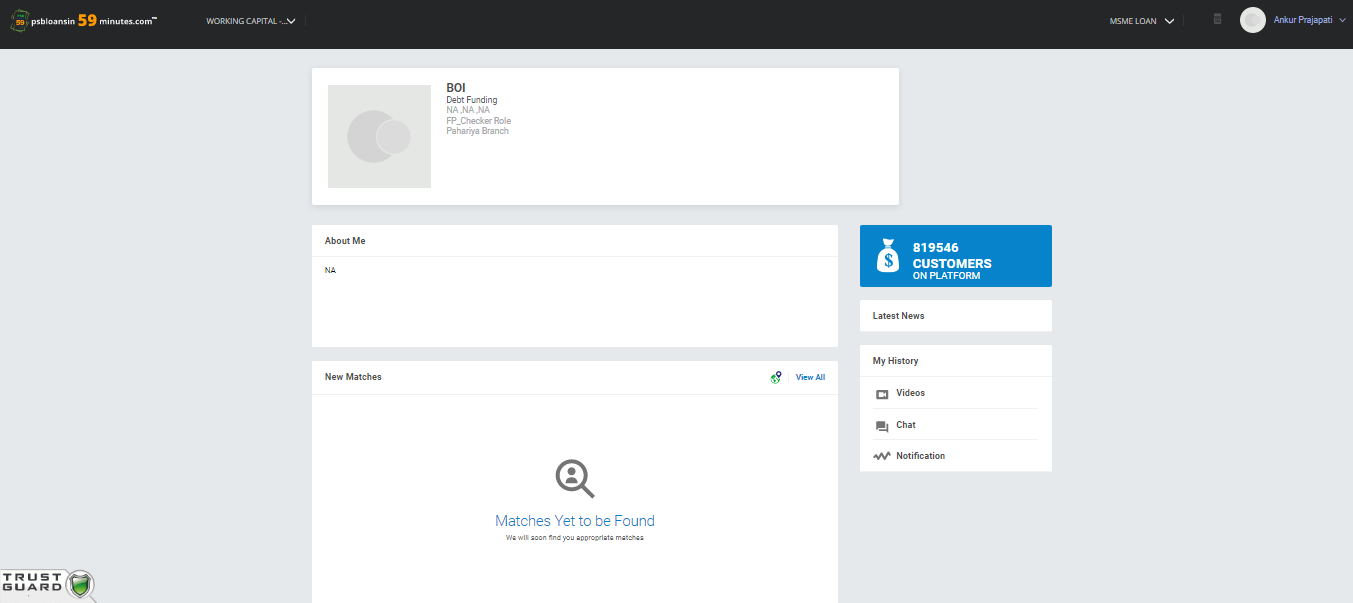 psbloansin 59 minutes.com™
WORKING CAPITAL -...
MSME LOAN
Ankur Prajapati
BOI
Debt Funding
NA ,NA ,NA
FP_Checker Role
Pahariya Branch
About Me
NA
819546
CUSTOMERS
ON PLATFORM
Latest News
My History
Videos
Chat
Notification
New Matches
View All
Matches Yet to be Found
We will soon find you appropriate matches
TRUST
GUARD